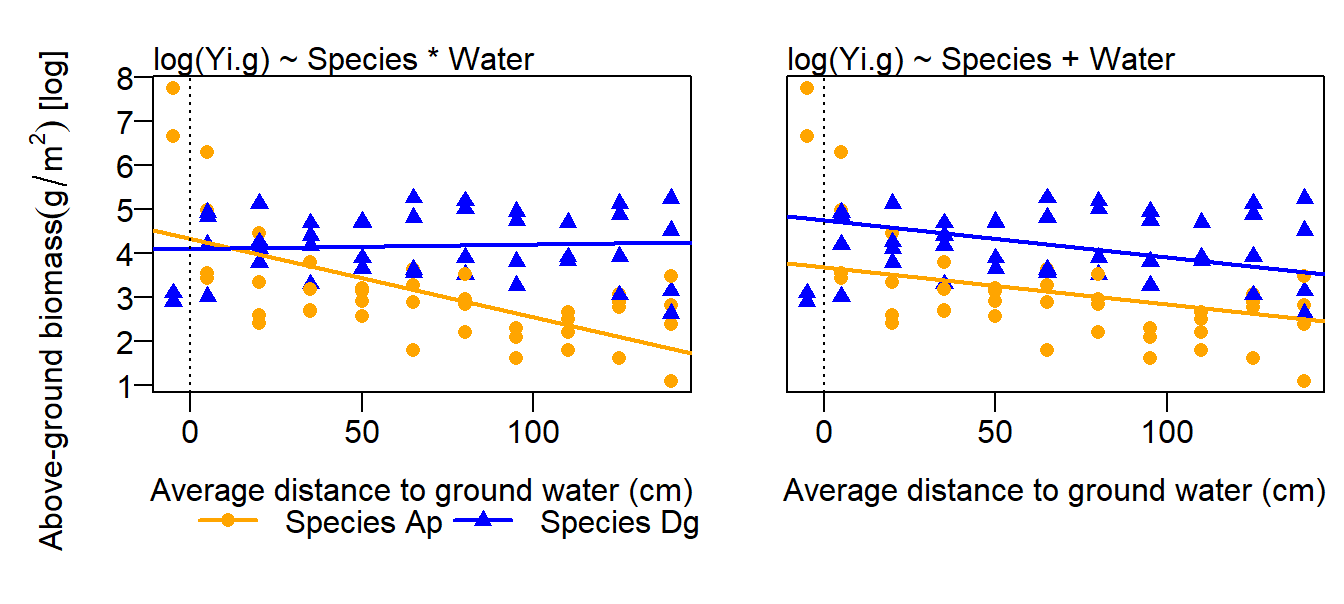 log(Yi.g) ~ Species * Water
log(Yi.g) ~ Species + Water
Above-ground biomass(g/m²) [log]
8
7
6
5
4
3
2
1
0 50 100
0 50 100
Average distance to ground water (cm)
Average distance to ground water (cm)
Species Ap Species Dg